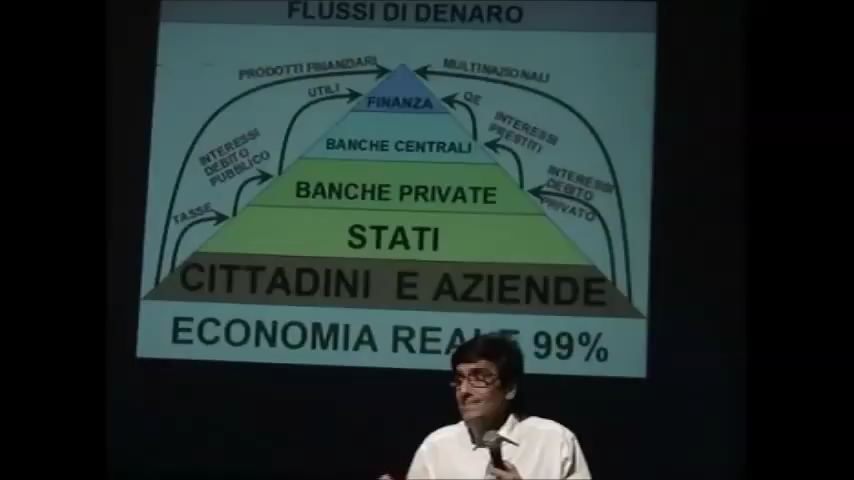 FLUSSI DI DENARO
PRODOTTI FINANZIARI
MULTINAZIONALI
UTILI
QE
FINANZA
INTERESSI
PRESTITI
BANCHE CENTRALI
INTERESSI
DEBITO
PUBBLICO
INTERESSI
DEBITO
PRIVATO
BANCHE PRIVATE
TASSE
STATI
CITTADINI E AZIENDE
ECONOMIA REALE 99%